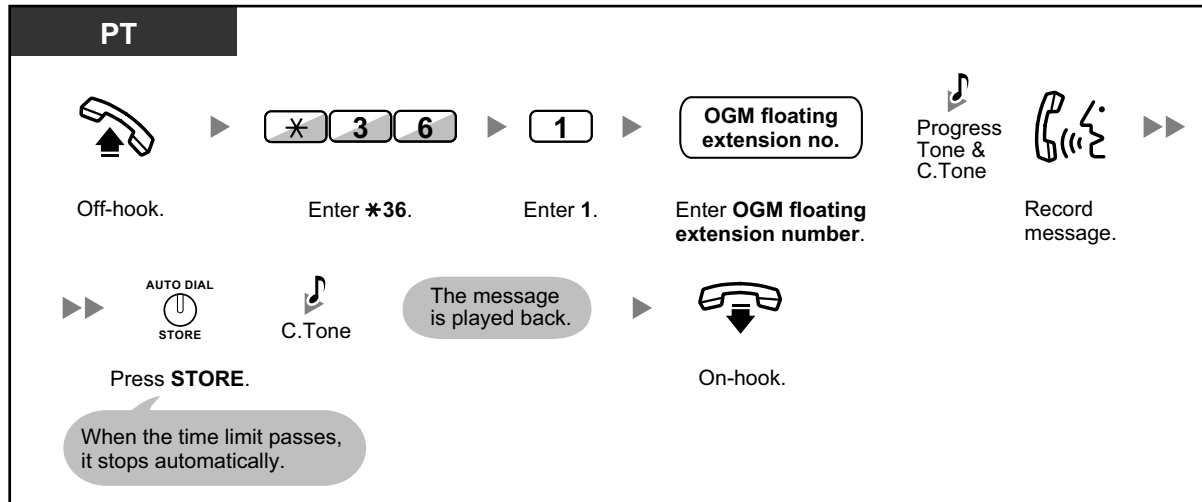 PT
✳ 3 6
1
OGM floating
extension no.
Progress
Tone &
C.Tone
Off-hook.
Enter ✳36.
Enter 1.
Enter OGM floating
extension number.
Record
message.
AUTO DIAL
STORE
C.Tone
The message
is played back.
Press STORE.
On-hook.
When the time limit passes,
it stops automatically.